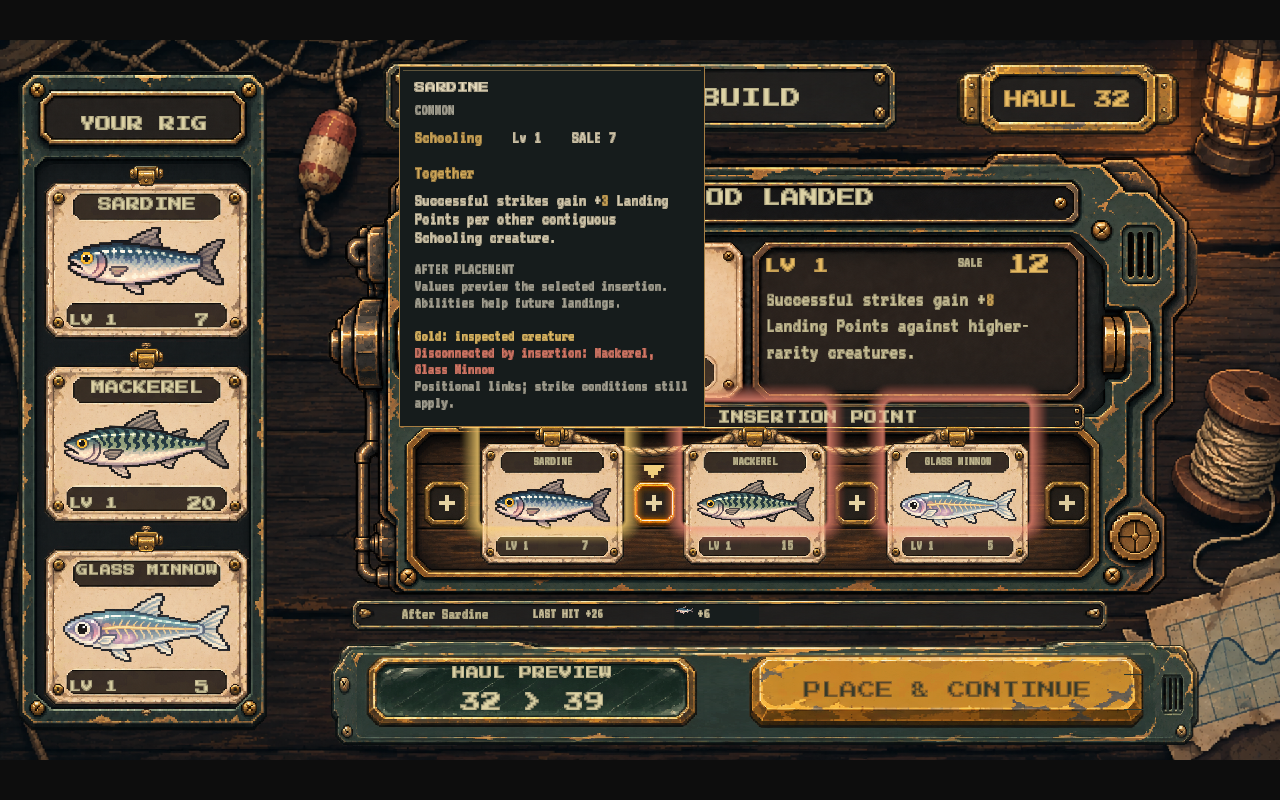 YOUR RIG
SARDINE
LV 1 7
MACKEREL
LV 1 20
GLASS MINNOW
LV 1 5
SARDINE
COMMON
Schooling Lv 1 SALE 7
Together
Successful strikes gain +3 Landing
Points per other contiguous
Schooling creature.
AFTER PLACEMENT
Values preview the selected insertion.
Abilities help future landings.
Gold: inspected creature
Disconnected by insertion: Mackerel,
Glass Minnow
Positional links; strike conditions still
apply.
BUILD
HAUL 32
OD LANDED
LV 1 SALE 12
Successful strikes gain +8
Landing Points against higher-
rarity creatures.
INSERTION POINT
SARDINE
LV 1 7
MACKEREL
LV 1 15
GLASS MINNOW
LV 1 5
After Sardine LAST HIT +26 +6
HAUL PREVIEW
32 > 39
PLACE & CONTINUE